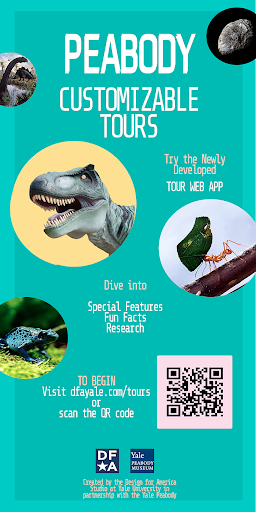 PEABODY
CUSTOMIZABLE
TOURS
Try the Newly
Developed
TOUR WEB APP
Dive into
Special Features
Fun Facts
Research
TO BEGIN
Visit dfayale.com/tours
or
scan the QR code
DF
A
Yale
PEABODY
MUSEUM
Created by the Design for America
Studio at Yale University in
partnership with the Yale Peabody